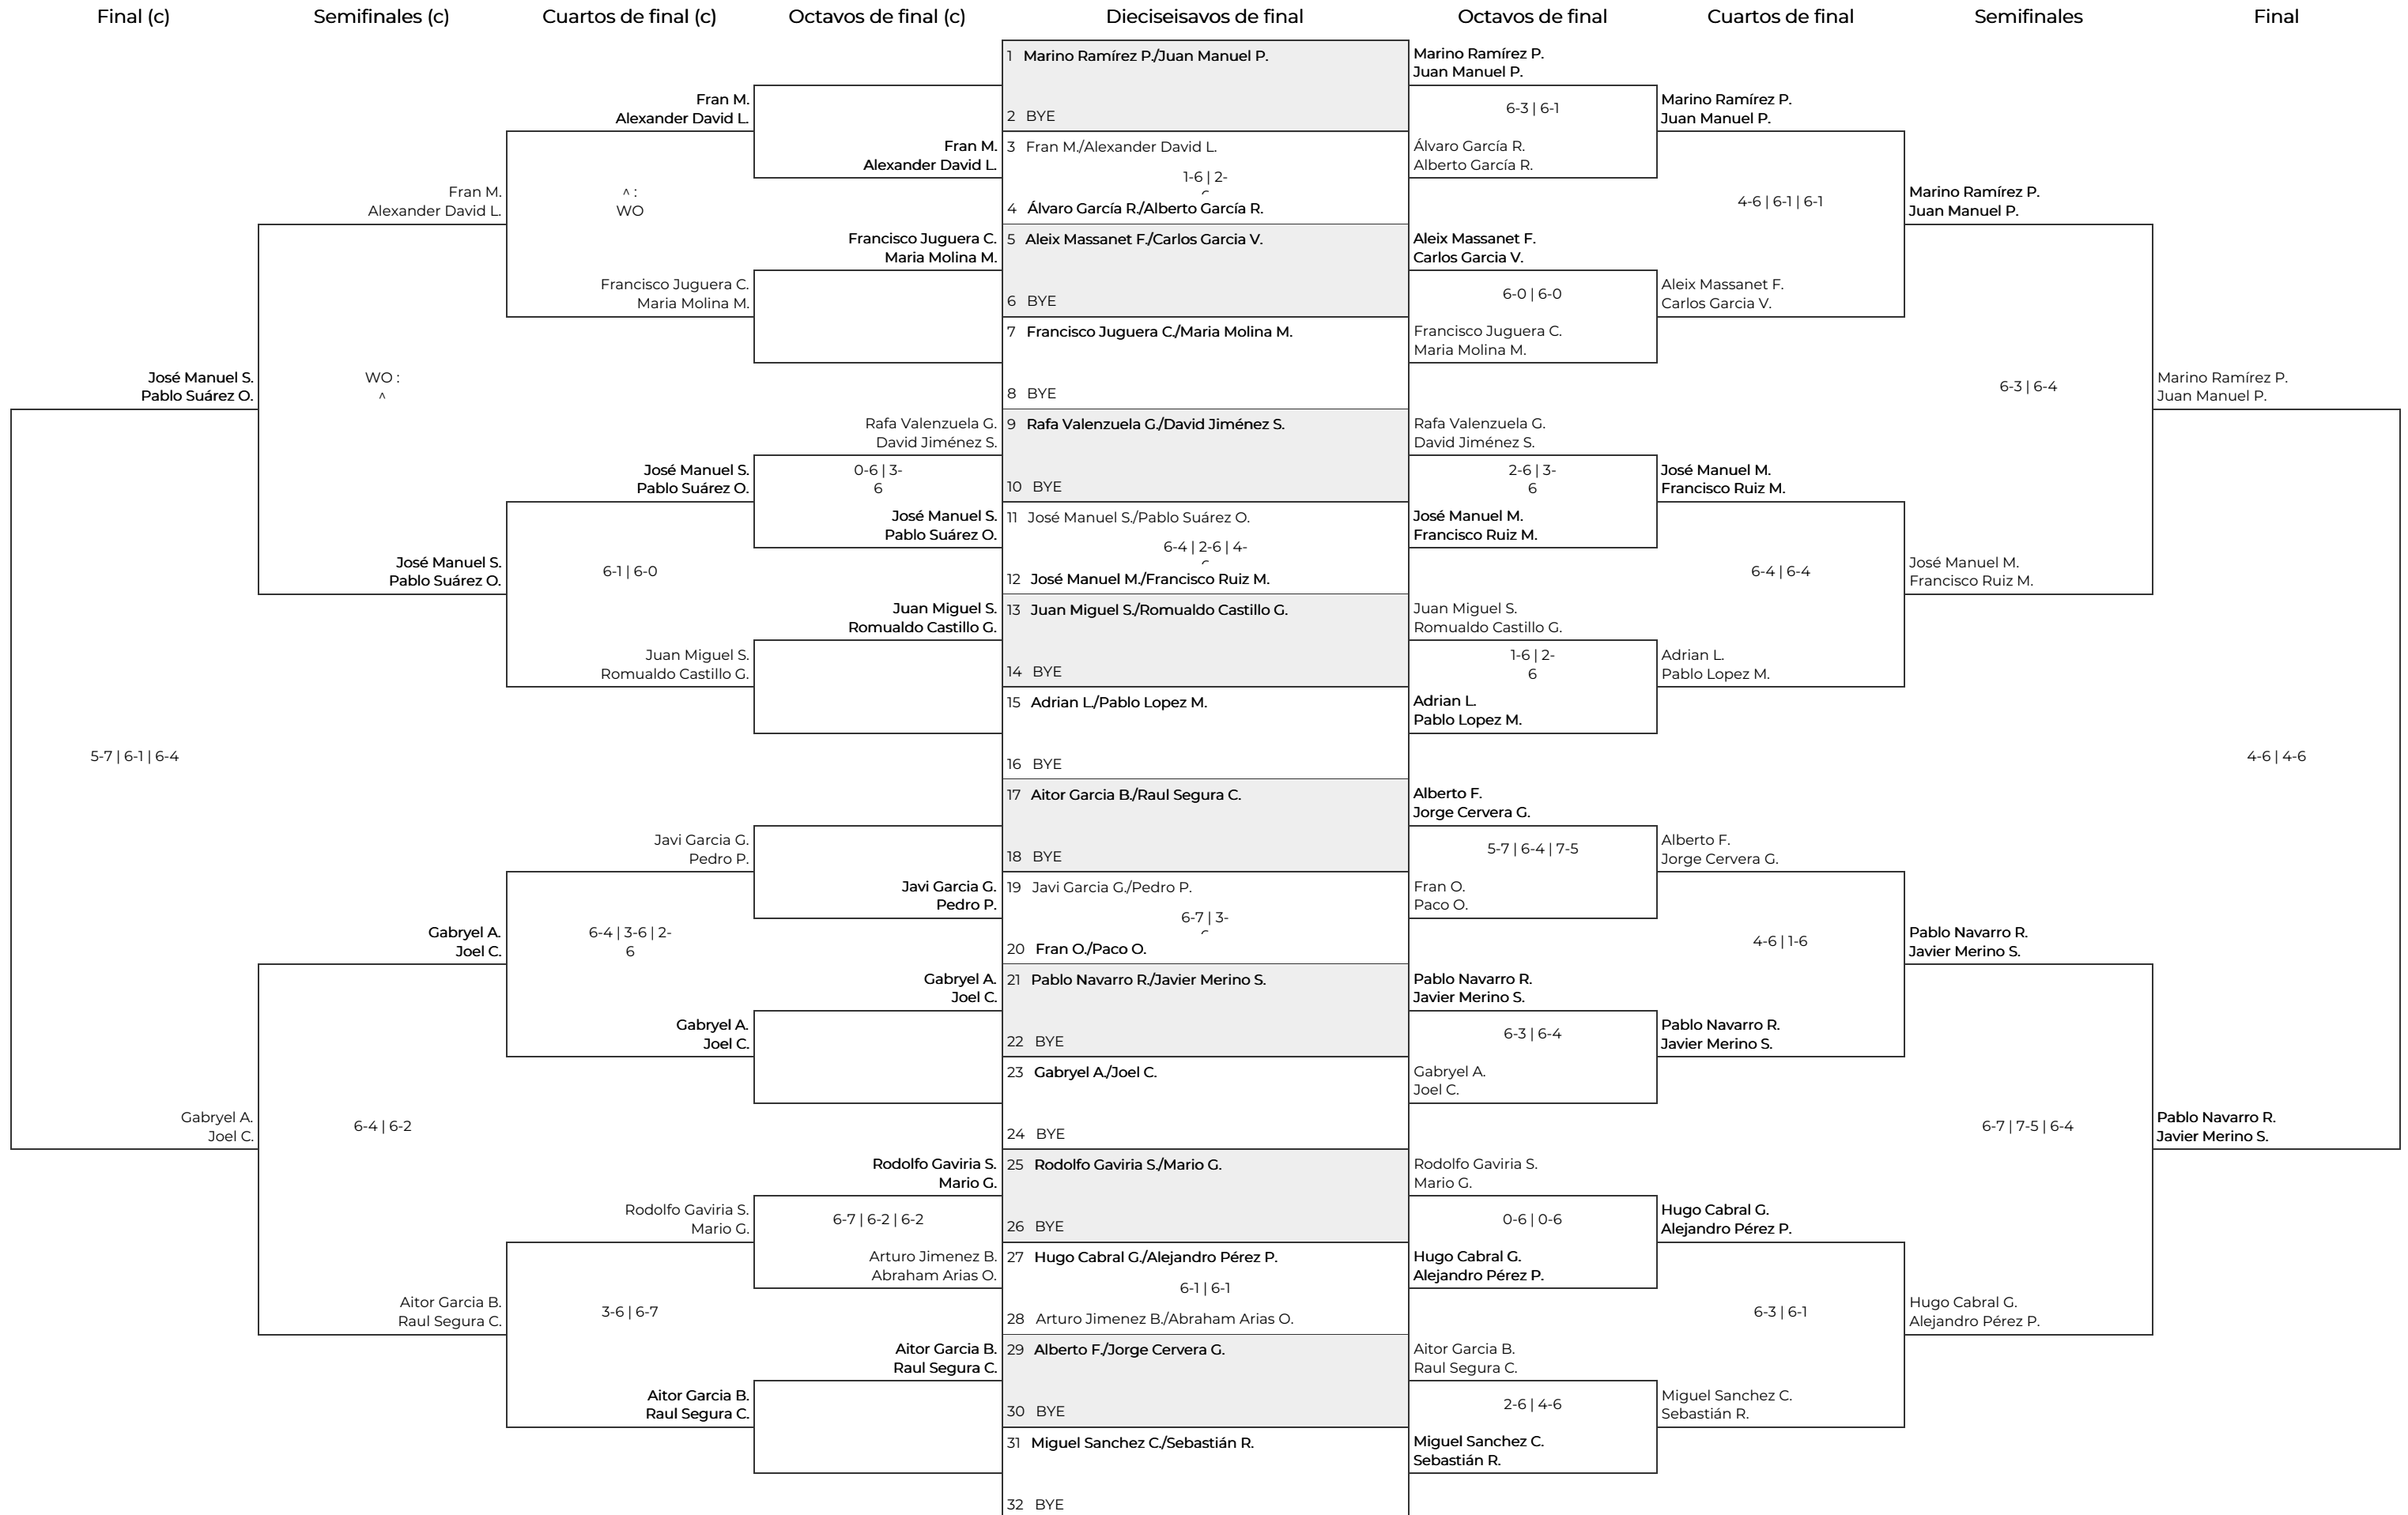 Final (c)
Semifinales (c)
Cuartos de final (c)
Octavos de final (c)
Dieciseisavos de final
Octavos de final
Cuartos de final
Semifinales
Final
José Manuel S.
Pablo Suárez O.
5-7 | 6-1 | 6-4
Gabryel A.
Joel C.
Fran M.
Alexander David L.
WO :
^
José Manuel S.
Pablo Suárez O.
Gabryel A.
Joel C.
6-4 | 6-2
Aitor Garcia B.
Raul Segura C.
Fran M.
Alexander David L.
^ :
WO
Francisco Juguera C.
Maria Molina M.
José Manuel S.
Pablo Suárez O.
6-1 | 6-0
Juan Miguel S.
Romualdo Castillo G.
Javi Garcia G.
Pedro P.
6-4 | 3-6 | 2-
6
Gabryel A.
Joel C.
Rodolfo Gaviria S.
Mario G.
3-6 | 6-7
Aitor Garcia B.
Raul Segura C.
Fran M.
Alexander David L.
Francisco Juguera C.
Maria Molina M.
Rafa Valenzuela G.
David Jiménez S.
0-6 | 3-
6
José Manuel S.
Pablo Suárez O.
Juan Miguel S.
Romualdo Castillo G.
Javi Garcia G.
Pedro P.
Gabryel A.
Joel C.
Rodolfo Gaviria S.
Mario G.
6-7 | 6-2 | 6-2
Arturo Jimenez B.
Abraham Arias O.
Aitor Garcia B.
Raul Segura C.
1 Marino Ramírez P./Juan Manuel P.
2 BYE
3 Fran M./Alexander David L.
1-6 | 2-
4 Álvaro García R./Alberto García R.
5 Aleix Massanet F./Carlos Garcia V.
6 BYE
7 Francisco Juguera C./Maria Molina M.
8 BYE
9 Rafa Valenzuela G./David Jiménez S.
10 BYE
11 José Manuel S./Pablo Suárez O.
6-4 | 2-6 | 4-
12 José Manuel M./Francisco Ruiz M.
13 Juan Miguel S./Romualdo Castillo G.
14 BYE
15 Adrian L./Pablo Lopez M.
16 BYE
17 Aitor Garcia B./Raul Segura C.
18 BYE
19 Javi Garcia G./Pedro P.
6-7 | 3-
20 Fran O./Paco O.
21 Pablo Navarro R./Javier Merino S.
22 BYE
23 Gabryel A./Joel C.
24 BYE
25 Rodolfo Gaviria S./Mario G.
26 BYE
27 Hugo Cabral G./Alejandro Pérez P.
6-1 | 6-1
28 Arturo Jimenez B./Abraham Arias O.
29 Alberto F./Jorge Cervera G.
30 BYE
31 Miguel Sanchez C./Sebastián R.
32 BYE
Marino Ramírez P.
Juan Manuel P.
6-3 | 6-1
Álvaro García R.
Alberto García R.
Aleix Massanet F.
Carlos Garcia V.
6-0 | 6-0
Francisco Juguera C.
Maria Molina M.
Rafa Valenzuela G.
David Jiménez S.
2-6 | 3-
6
José Manuel M.
Francisco Ruiz M.
Juan Miguel S.
Romualdo Castillo G.
1-6 | 2-
6
Adrian L.
Pablo Lopez M.
Alberto F.
Jorge Cervera G.
5-7 | 6-4 | 7-5
Fran O.
Paco O.
Pablo Navarro R.
Javier Merino S.
6-3 | 6-4
Gabryel A.
Joel C.
Rodolfo Gaviria S.
Mario G.
0-6 | 0-6
Hugo Cabral G.
Alejandro Pérez P.
Aitor Garcia B.
Raul Segura C.
2-6 | 4-6
Miguel Sanchez C.
Sebastián R.
Marino Ramírez P.
Juan Manuel P.
4-6 | 6-1 | 6-1
Aleix Massanet F.
Carlos Garcia V.
José Manuel M.
Francisco Ruiz M.
6-4 | 6-4
Adrian L.
Pablo Lopez M.
Alberto F.
Jorge Cervera G.
4-6 | 1-6
Pablo Navarro R.
Javier Merino S.
Hugo Cabral G.
Alejandro Pérez P.
6-3 | 6-1
Miguel Sanchez C.
Sebastián R.
Marino Ramírez P.
Juan Manuel P.
6-3 | 6-4
José Manuel M.
Francisco Ruiz M.
Pablo Navarro R.
Javier Merino S.
6-7 | 7-5 | 6-4
Hugo Cabral G.
Alejandro Pérez P.
Marino Ramírez P.
Juan Manuel P.
4-6 | 4-6
Pablo Navarro R.
Javier Merino S.